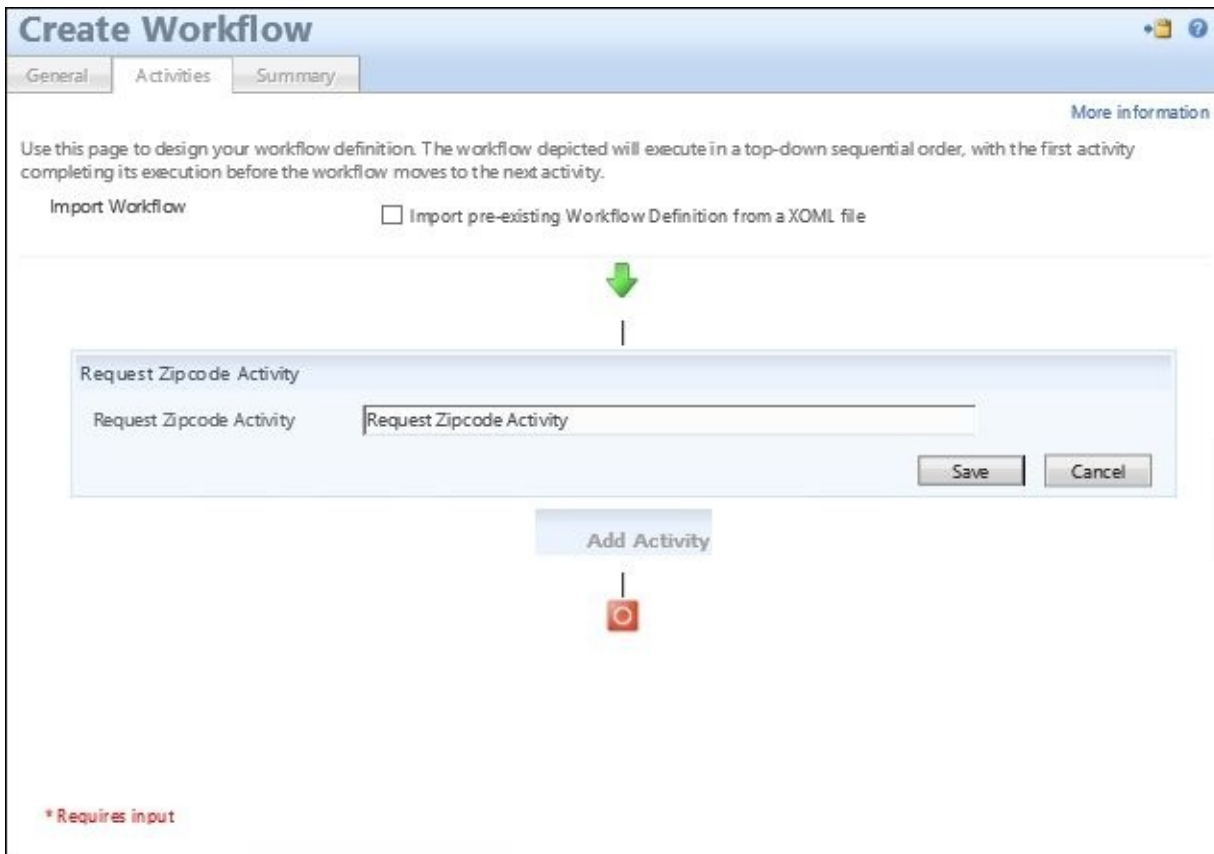 Create Workflow
General
Activities
Summary
More information
Use this page to design your workflow definition. The workflow depicted will execute in a top-down sequential order, with the first activity
completing its execution before the workflow moves to the next activity.
Import Workflow
Import pre-existing Workflow Definition from a XOML file
Request Zipcode Activity
Request Zipcode Activity
Request Zipcode Activity
Save
Cancel
Add Activity
* Requires input